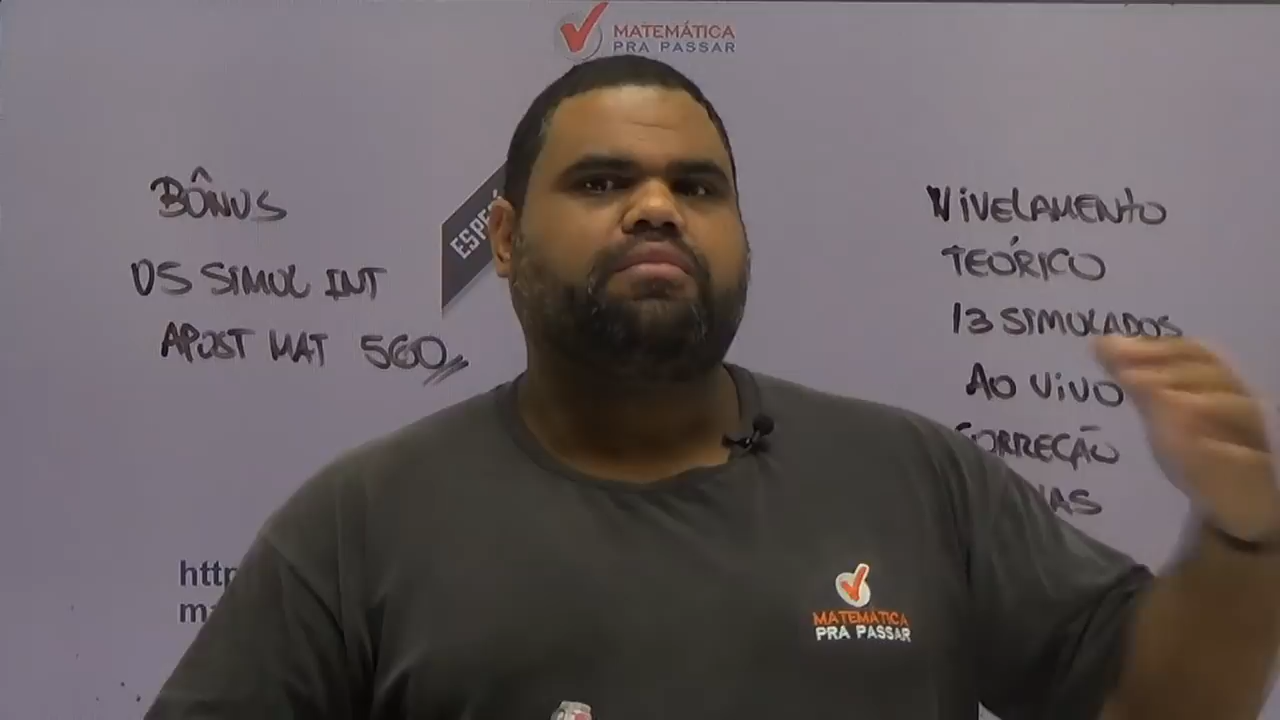 MATEMÁTICA
PRA PASSAR
BÔNUS
05 SIMUL INT
APOST MAT 560
NIVELAMENTO
TEÓRICO
13 SIMULADOS
AO VIVO
CORREÇÃO
MATEMÁTICA
PRA PASSAR